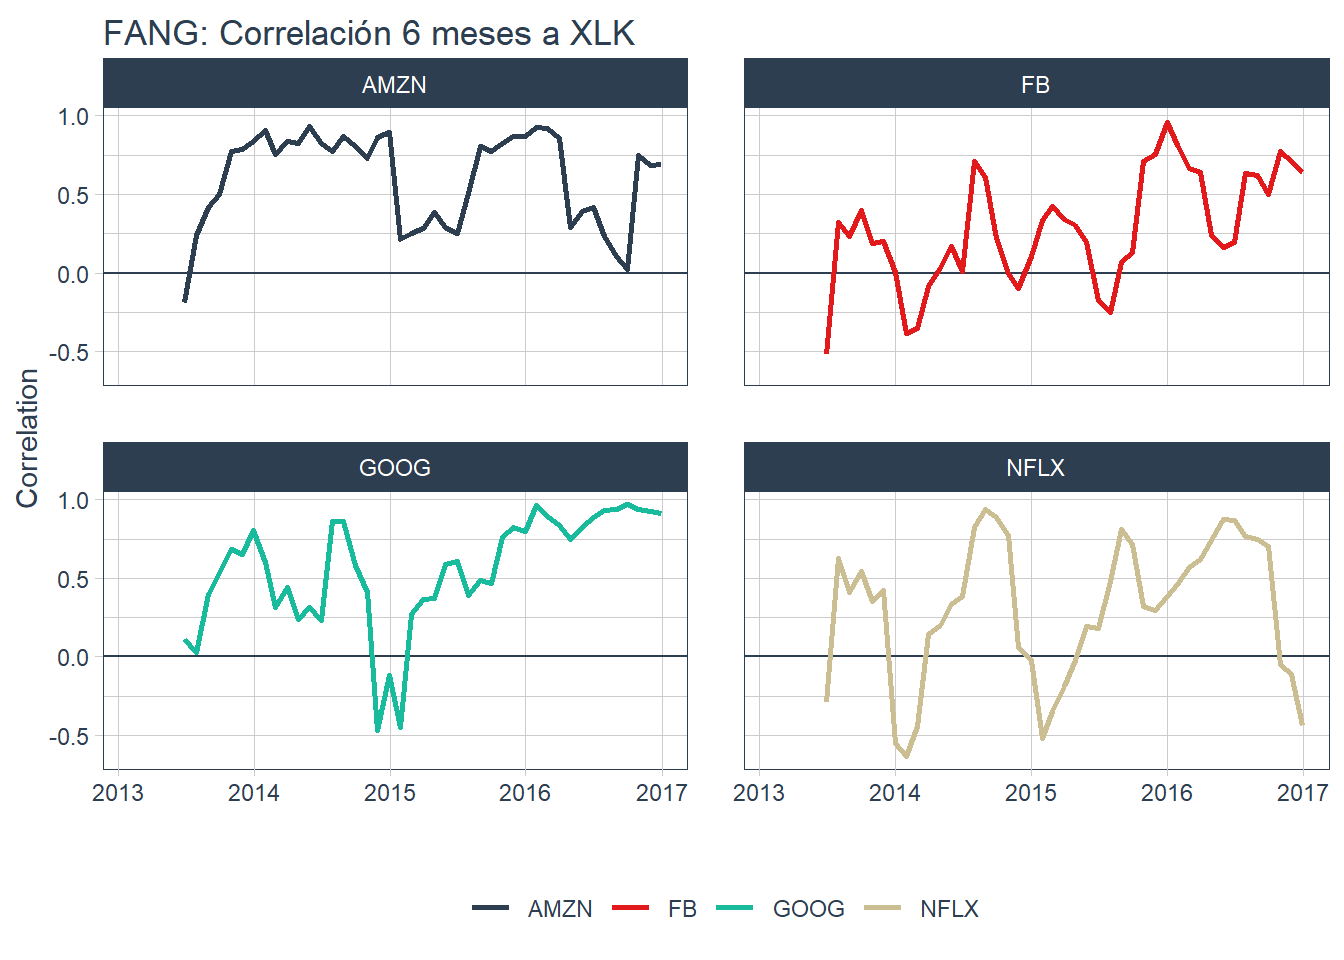 FANG: Correlación 6 meses a XLK
AMZN
FB
1.0
0.5
0.0
-0.5
Correlation
GOOG
NFLX
1.0
0.5
0.0
-0.5
2013 2014 2015 2016 2017
2013 2014 2015 2016 2017
AMZN FB GOOG NFLX